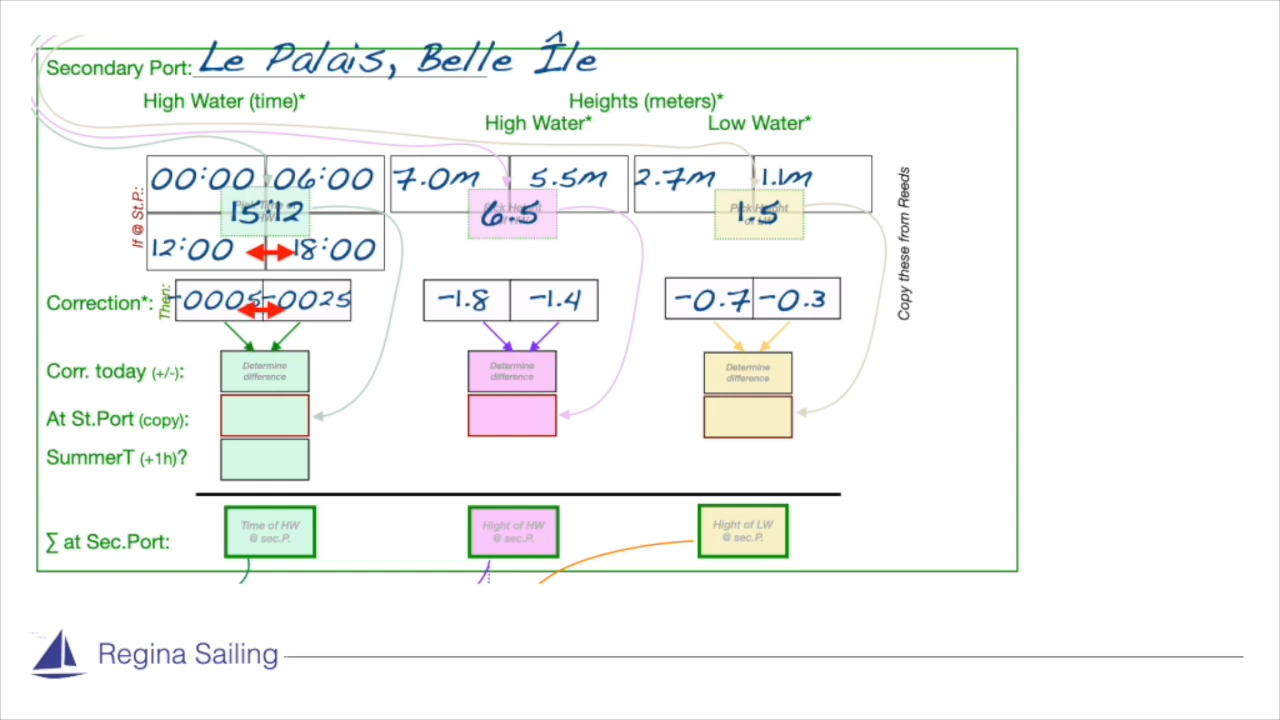 Secondary Port: Le Palais, Belle Île
High Water (time)*
Heights (meters)*
High Water* Low Water*
If @ St.P.:
00:00 06:00 7.0m 5.5m 2.7m 1.1m
15:12 6.5 1.5
12:00 18:00
Copy these from Reeds
Then:
Correction*: -0005 -0025 -1.8 -1.4 -0.7 -0.3
Corr. today (+/-): Determine difference Determine difference Determine difference
At St.Port (copy):
SummerT (+1h)?
∑ at Sec.Port: Time of HW @ sec.P. Hight of HW @ sec.P. Hight of LW @ sec.P.
Regina Sailing